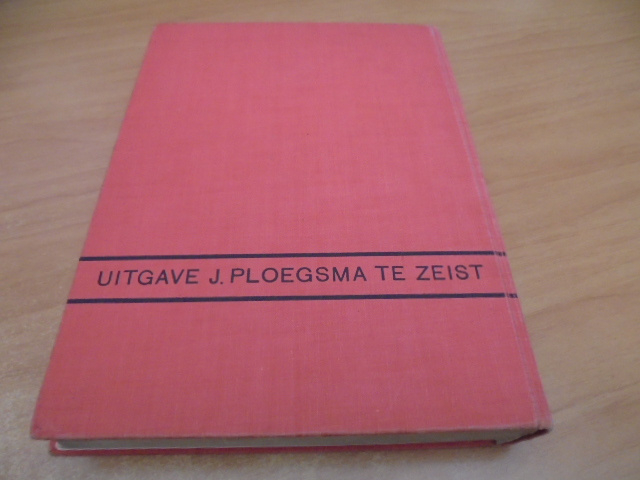 UITGAVE J. PLOEGSMA TE ZEIST